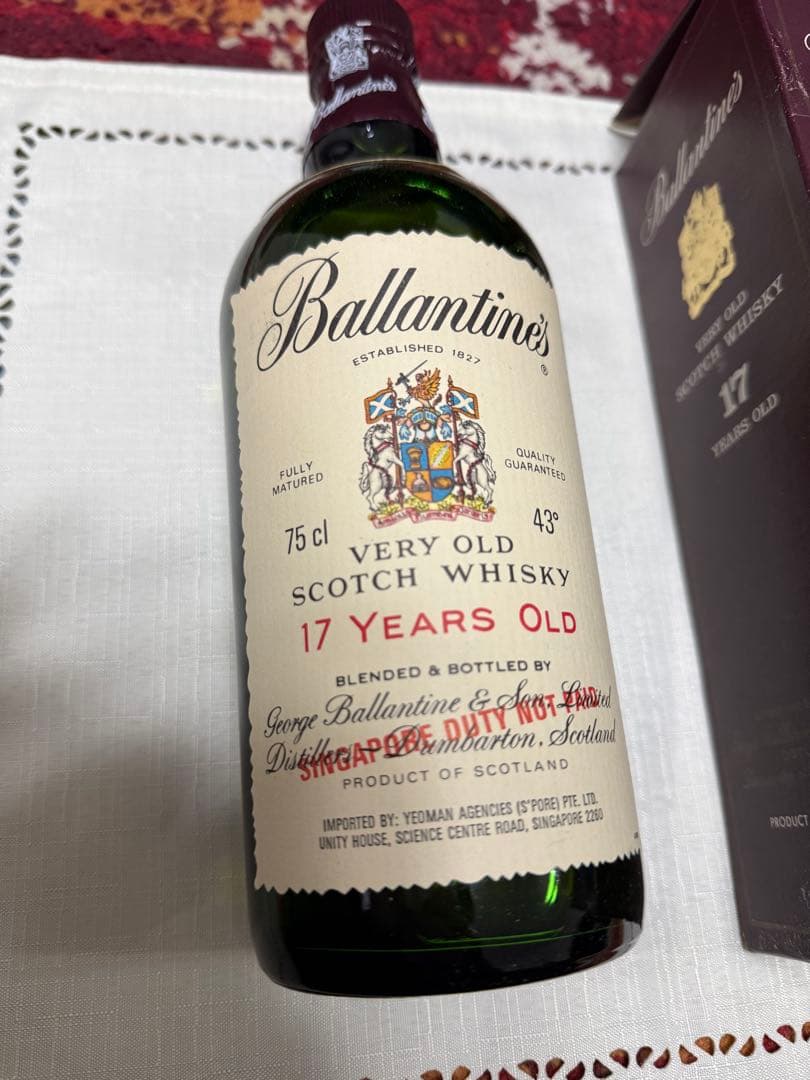 Ballantine's
Ballantine's
ESTABLISHED 1827
®
FULLY
MATURED
QUALITY
GUARANTEED
75 cl
43°
VERY OLD
SCOTCH WHISKY
17 YEARS OLD
BLENDED & BOTTLED BY
George Ballantine & Son, Limited
Distillers — Dumbarton, Scotland
SINGAPORE DUTY NOT PAID
PRODUCT OF SCOTLAND
IMPORTED BY: YEOMAN AGENCIES (S'PORE) PTE. LTD.
UNITY HOUSE, SCIENCE CENTRE ROAD, SINGAPORE 2260
Ballantine's
VERY OLD
SCOTCH WHISKY
17
YEARS OLD
PRODUCT